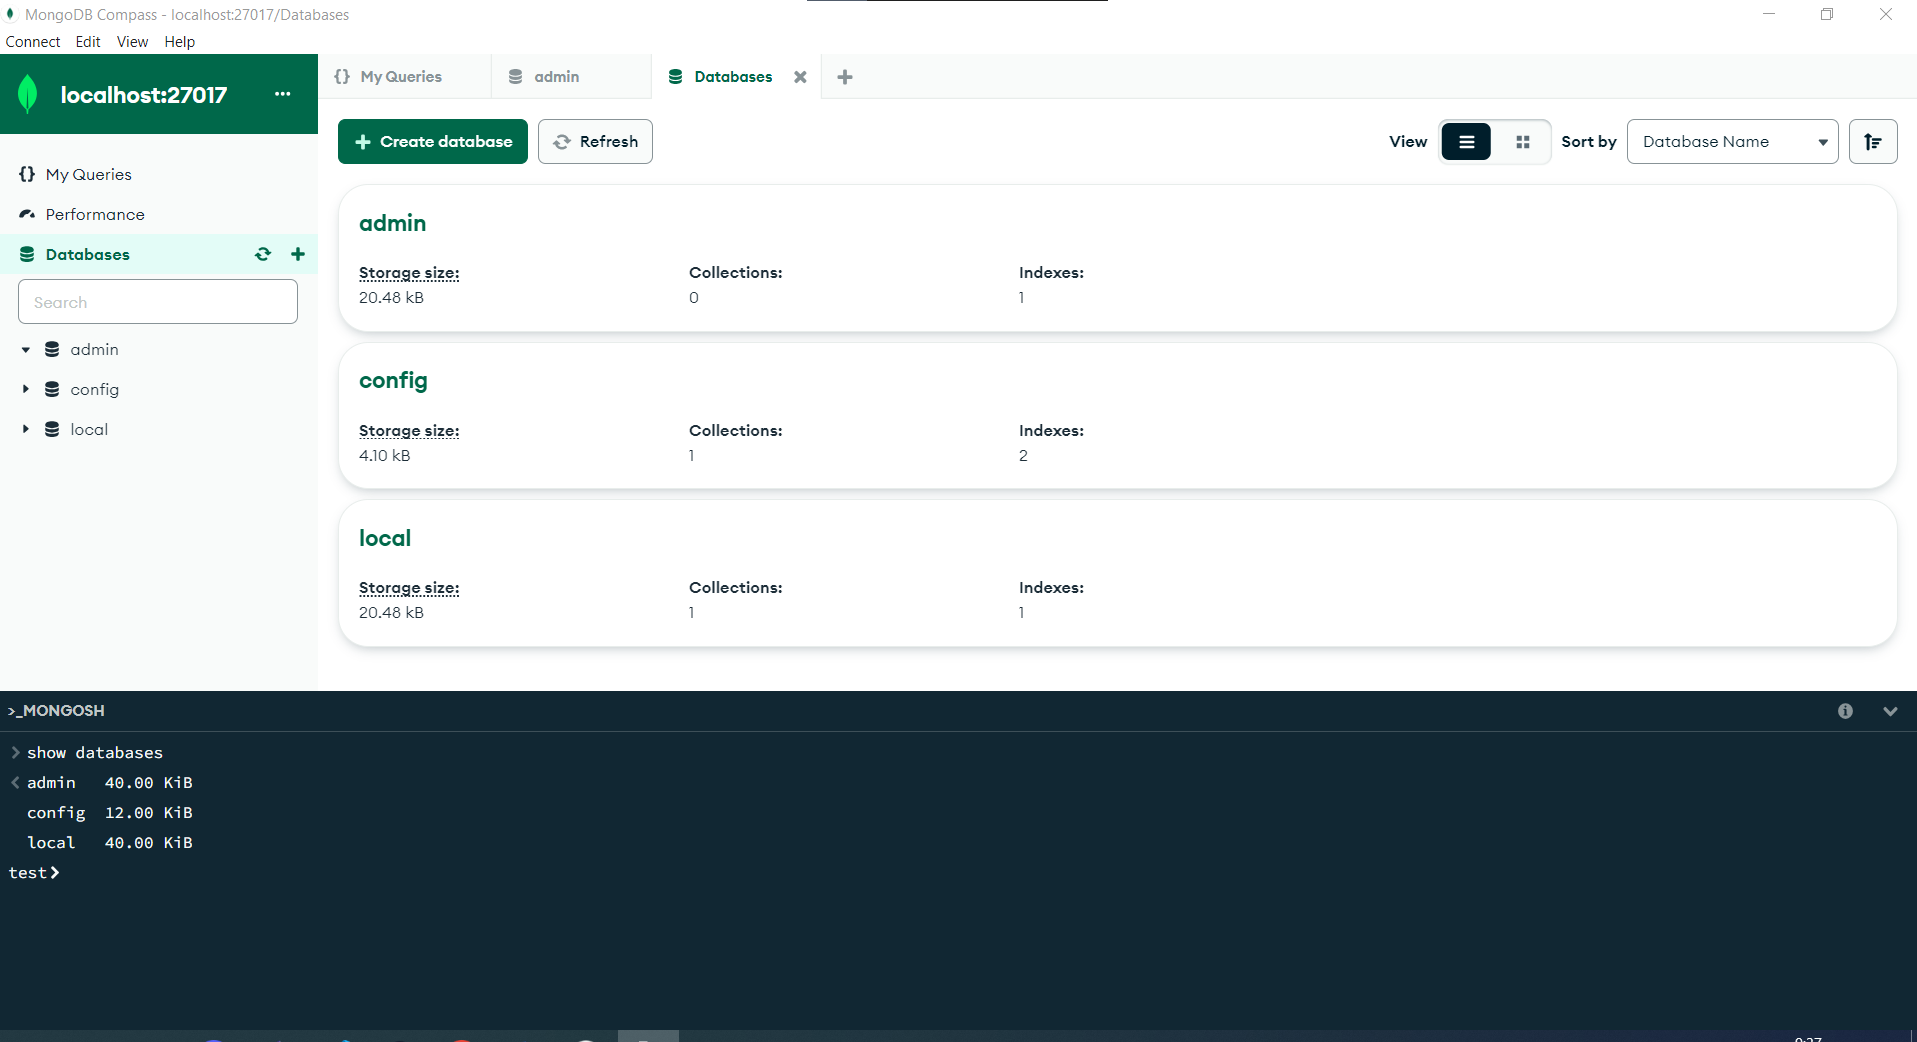 MongoDB Compass - localhost:27017/Databases
Connect Edit View Help
localhost:27017 ...
{} My Queries
admin
Databases
My Queries
Performance
Databases
Search
admin
config
local
Create database
Refresh
View
Sort by
Database Name
admin
Storage size: Collections: Indexes:
20.48 kB 0 1
config
Storage size: Collections: Indexes:
4.10 kB 1 2
local
Storage size: Collections: Indexes:
20.48 kB 1 1
>_MONGOSH
> show databases
< admin 40.00 KiB
config 12.00 KiB
local 40.00 KiB
test>